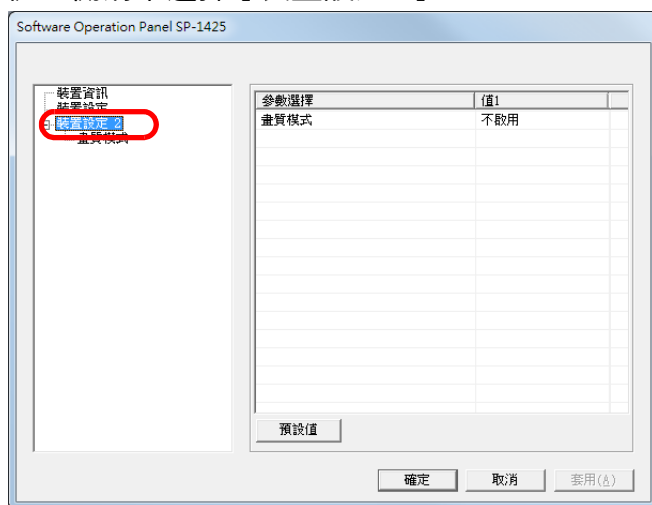 Software Operation Panel SP-1425
裝置資訊
裝置設定
裝置設定 2
畫質模式
參數選擇 值1
畫質模式 不啟用
預設值
確定 取消 套用(A)